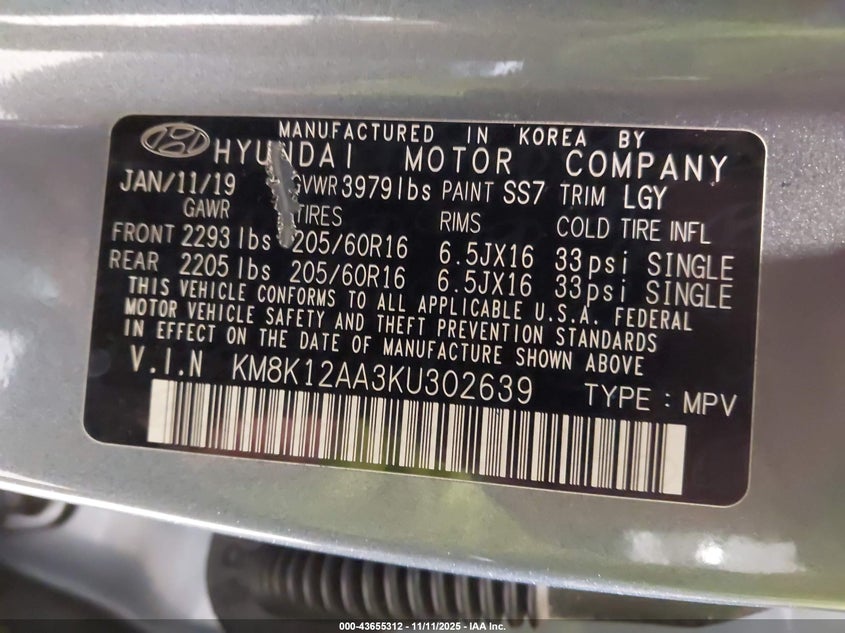 MANUFACTURED IN KOREA BY
HYUNDAI MOTOR COMPANY
JAN/11/19 GVWR 3979lbs PAINT SS7 TRIM LGY
GAWR TIRES RIMS COLD TIRE INFL
FRONT 2293lbs 205/60R16 6.5JX16 33psi SINGLE
REAR 2205lbs 205/60R16 6.5JX16 33psi SINGLE
THIS VEHICLE CONFORMS TO ALL APPLICABLE U.S.A. FEDERAL
MOTOR VEHICLE SAFETY AND THEFT PREVENTION STANDARDS
IN EFFECT ON THE DATE OF MANUFACTURE SHOWN ABOVE
V.I.N KM8K12AA3KU302639 TYPE : MPV
000-43655312 - 11/11/2025 - IAA Inc.